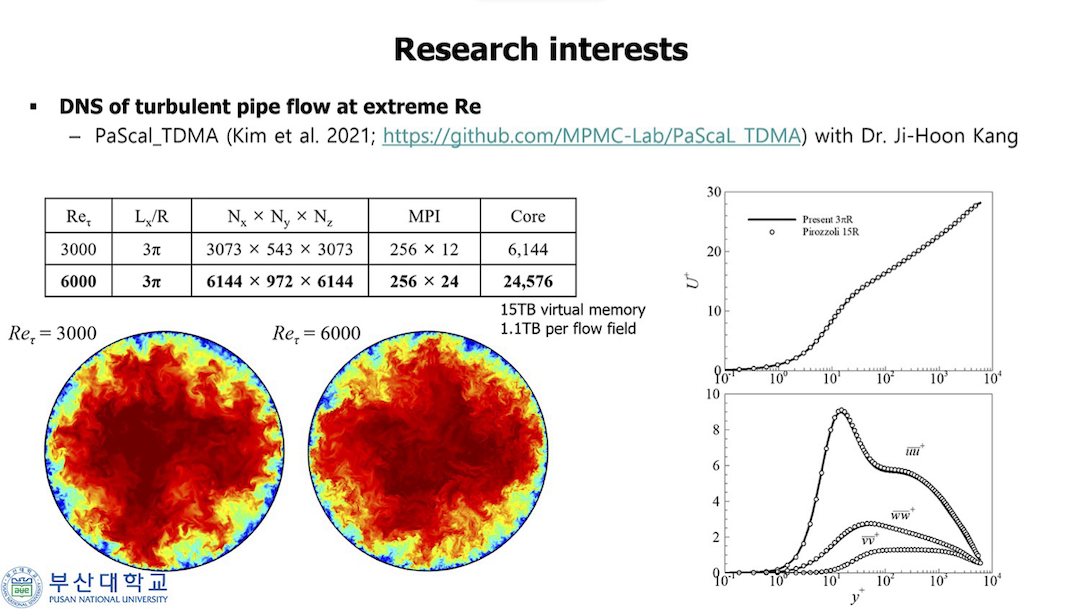 Research interests
▪ DNS of turbulent pipe flow at extreme Re
– PaScal_TDMA (Kim et al. 2021; https://github.com/MPMC-Lab/PaScaL_TDMA) with Dr. Ji-Hoon Kang
Reτ Lx/R Nx × Ny × Nz MPI Core
3000 3π 3073 × 543 × 3073 256 × 12 6,144
6000 3π 6144 × 972 × 6144 256 × 24 24,576
15TB virtual memory
1.1TB per flow field
Reτ = 3000
Reτ = 6000
30
20
10
0
U+
Present 3πR
Pirozzoli 15R
10-1 100 101 102 103 104
10
8
6
4
2
0
uu+
ww+
vv+
10-1 100 101 102 103 104
y+
부산대학교
PUSAN NATIONAL UNIVERSITY